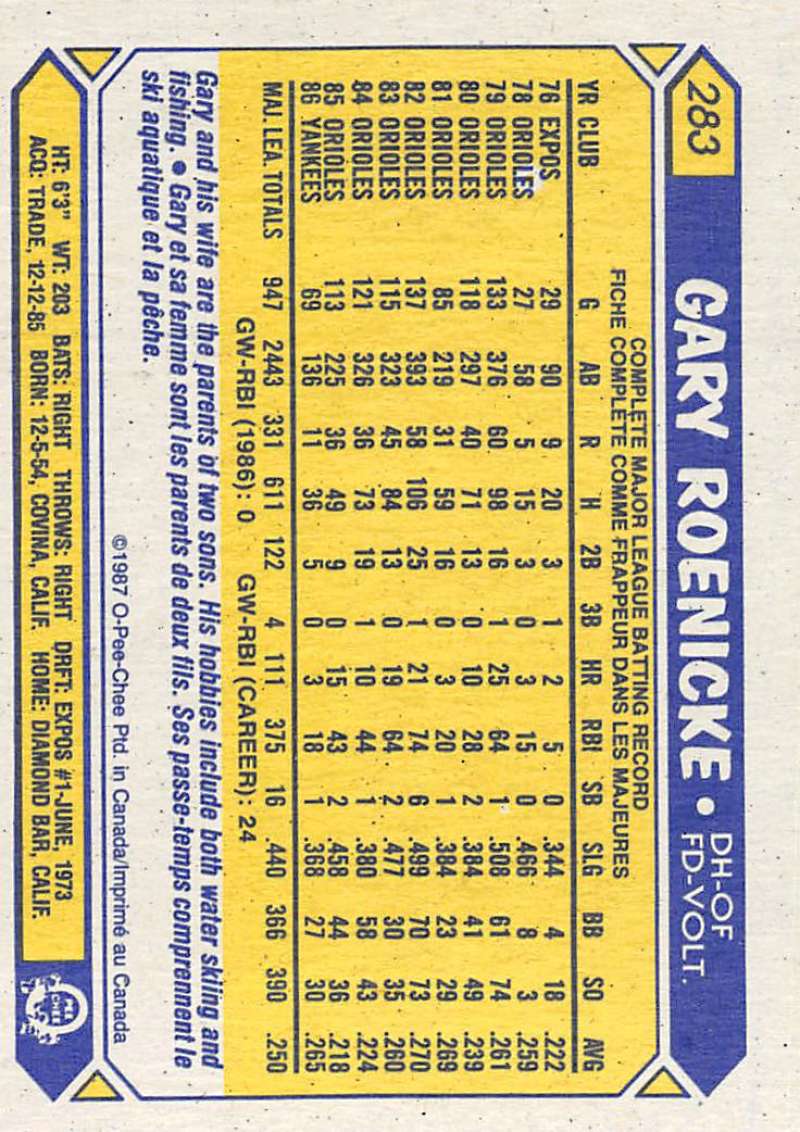 283 GARY ROENICKE • DH-OF
FD-VOLT.
COMPLETE MAJOR LEAGUE BATTING RECORD
FICHE COMPLÈTE COMME FRAPPEUR DANS LES MAJEURES
YR CLUB G AB R H 2B 3B HR RBI SB SLG BB SO AVG
76 EXPOS 29 90 9 20 3 1 2 5 0 .344 4 18 .222
78 ORIOLES 27 58 5 15 3 0 3 15 0 .466 8 3 .259
79 ORIOLES 133 376 60 98 16 1 25 64 1 .508 61 74 .261
80 ORIOLES 118 297 40 71 13 0 10 28 2 .384 41 49 .239
81 ORIOLES 85 219 31 59 16 0 3 20 1 .384 23 29 .269
82 ORIOLES 137 393 58 106 25 1 21 74 6 .499 70 73 .270
83 ORIOLES 115 323 45 84 13 0 19 64 2 .477 30 35 .260
84 ORIOLES 121 326 36 73 19 1 10 44 1 .380 58 43 .224
85 ORIOLES 113 225 36 49 9 0 15 43 2 .458 44 36 .218
86 YANKEES 69 136 11 36 5 0 3 18 1 .368 27 30 .265
MAJ. LEA. TOTALS 947 2443 331 611 122 4 111 375 16 .440 366 390 .250
GW-RBI (1986): 0 GW-RBI (CAREER): 24
Gary and his wife are the parents of two sons. His hobbies include both water skiing and
fishing. • Gary et sa femme sont les parents de deux fils. Ses passe-temps comprennent le
ski aquatique et la pêche.
©1987 O-Pee-Chee Ptd. in Canada/Imprimé au Canada
HT: 6'3" WT: 203 BATS: RIGHT THROWS: RIGHT DRFT: EXPOS #1-JUNE, 1973
ACQ: TRADE, 12-12-85 BORN: 12-5-54, COVINA, CALIF. HOME: DIAMOND BAR, CALIF.
O
PEE
CHEE